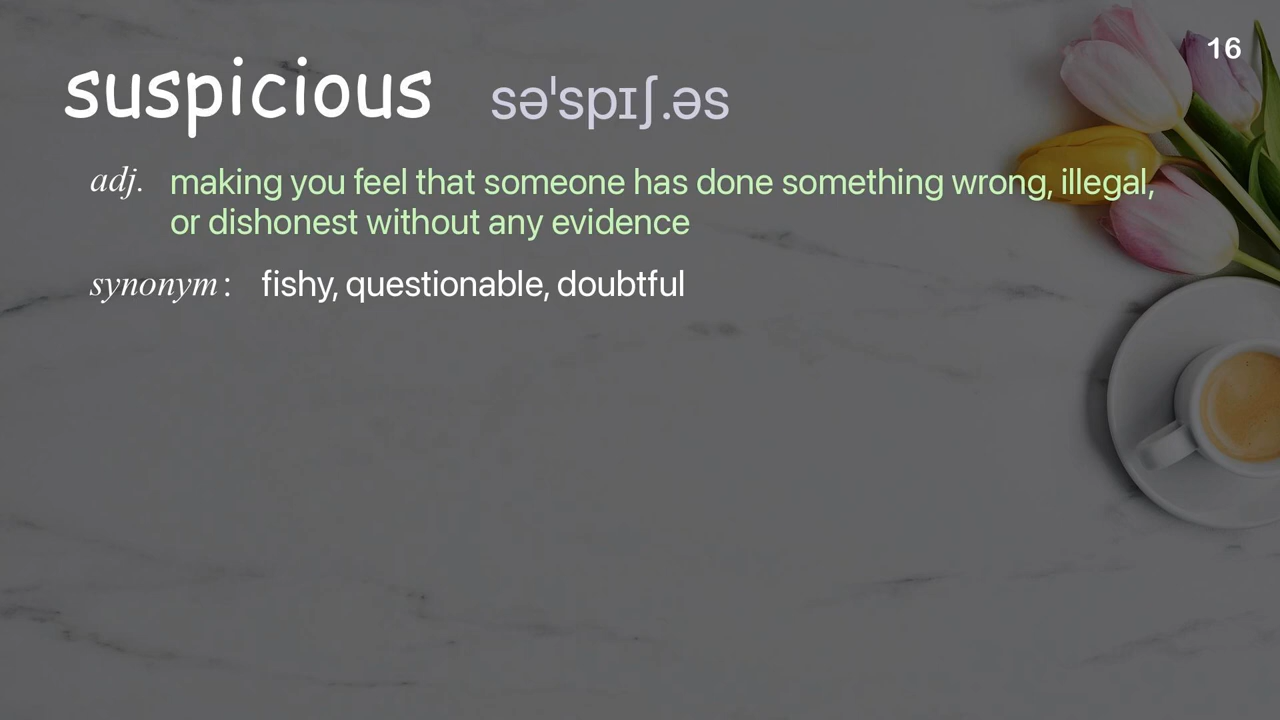 16
suspicious səˈspɪʃ.əs
adj. making you feel that someone has done something wrong, illegal,
or dishonest without any evidence
synonym : fishy, questionable, doubtful